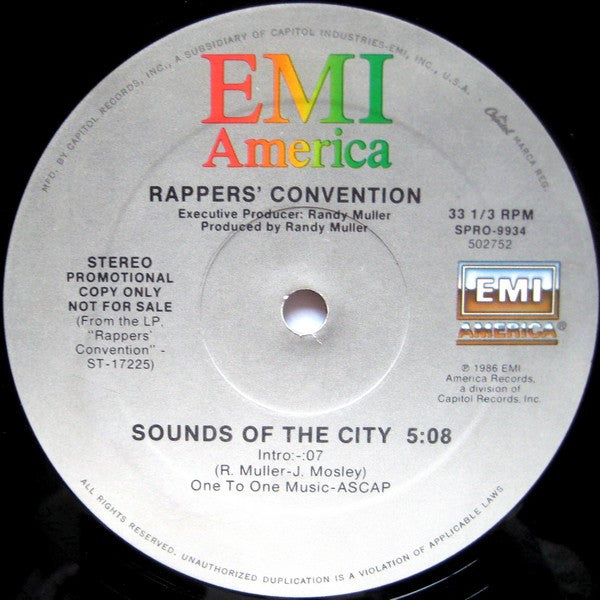 MFD. BY CAPITOL RECORDS, INC., A SUBSIDIARY OF CAPITOL INDUSTRIES-EMI, INC., U.S.A. · Capitol MARCA REG.
EMI
America
RAPPERS' CONVENTION
Executive Producer: Randy Muller
Produced by Randy Muller
33 1/3 RPM
SPRO-9934
502752
STEREO
PROMOTIONAL
COPY ONLY
NOT FOR SALE
(From the LP,
"Rappers'
Convention" -
ST-17225)
EMI
AMERICA®
℗ 1986 EMI
America Records,
a division of
Capitol Records, Inc.
SOUNDS OF THE CITY 5:08
Intro:-:07
(R. Muller-J. Mosley)
One To One Music-ASCAP
ALL RIGHTS RESERVED. UNAUTHORIZED DUPLICATION IS A VIOLATION OF APPLICABLE LAWS